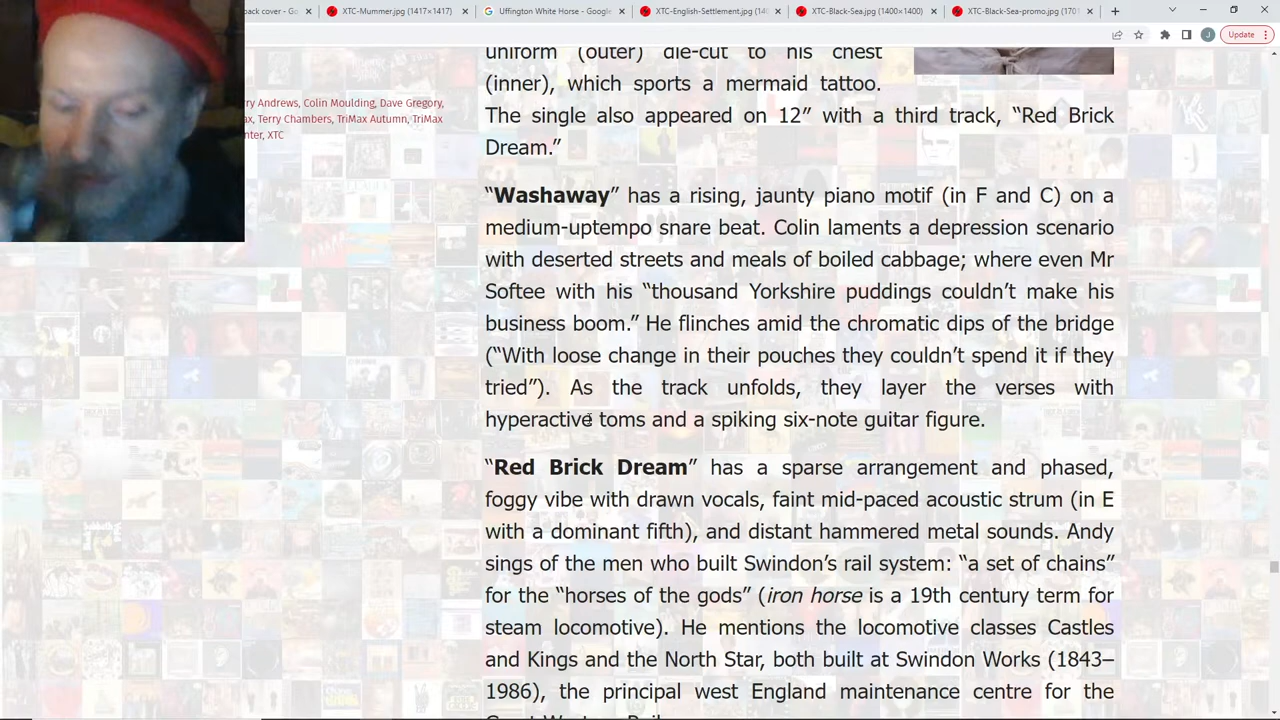 back cover - Go
XTC-Mummer.jpg (1417×1417)
Uffington White Horse - Google
XTC-English-Settlement.jpg (140
XTC-Black-Sea.jpg (1400×1400)
XTC-Black-Sea-promo.jpg (1701
J
Update
ry Andrews, Colin Moulding, Dave Gregory,
ax, Terry Chambers, TriMax Autumn, TriMax
nter, XTC
uniform (outer) die-cut to his chest
(inner), which sports a mermaid tattoo.
The single also appeared on 12” with a third track, “Red Brick
Dream.”
“Washaway” has a rising, jaunty piano motif (in F and C) on a
medium-uptempo snare beat. Colin laments a depression scenario
with deserted streets and meals of boiled cabbage; where even Mr
Softee with his “thousand Yorkshire puddings couldn’t make his
business boom.” He flinches amid the chromatic dips of the bridge
(“With loose change in their pouches they couldn’t spend it if they
tried”). As the track unfolds, they layer the verses with
hyperactive toms and a spiking six-note guitar figure.
“Red Brick Dream” has a sparse arrangement and phased,
foggy vibe with drawn vocals, faint mid-paced acoustic strum (in E
with a dominant fifth), and distant hammered metal sounds. Andy
sings of the men who built Swindon’s rail system: “a set of chains”
for the “horses of the gods” (iron horse is a 19th century term for
steam locomotive). He mentions the locomotive classes Castles
and Kings and the North Star, both built at Swindon Works (1843–
1986), the principal west England maintenance centre for the